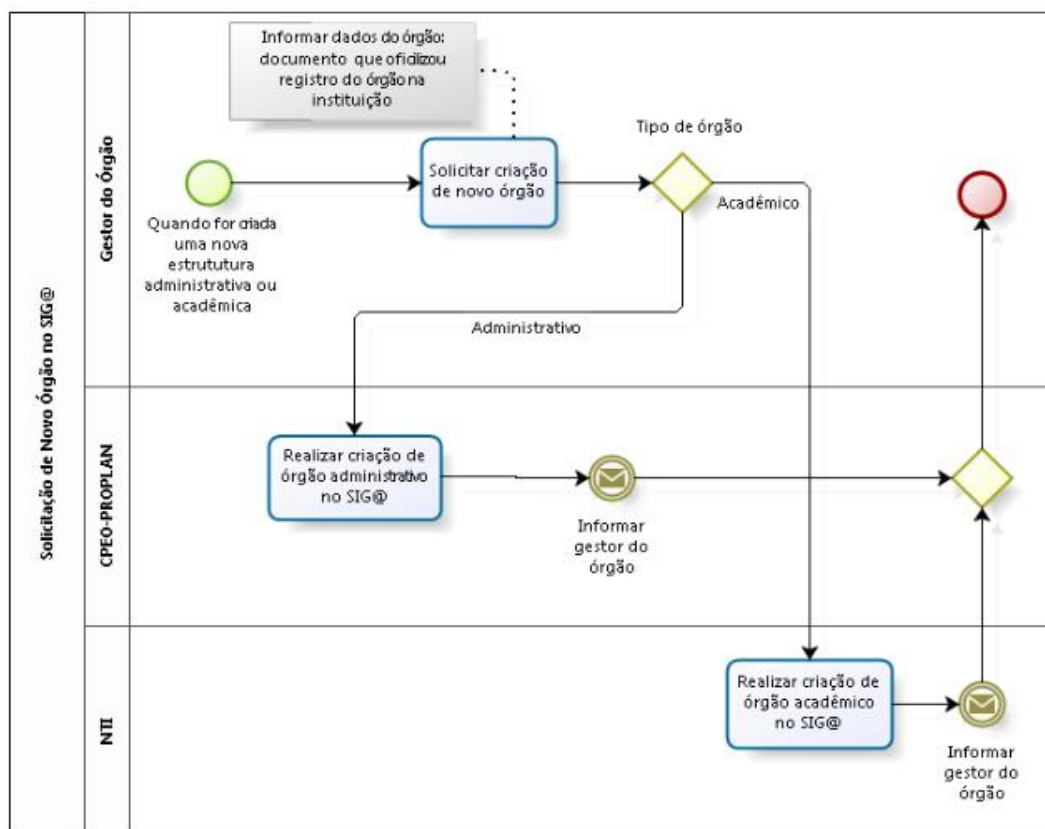 Solicitação de Novo Órgão no SIG@
Gestor do Órgão
Informar dados do órgão:
documento que oficilizou
registro do órgão na
instituição
Tipo de órgão
Solicitar criação
de novo órgão
Acadêmico
Quando for criada
uma nova
estrututura
administrativa ou
acadêmica
Administrativo
CPEO-PROPLAN
Realizar criação de
órgão administrativo
no SIG@
Informar
gestor do
órgão
NTI
Realizar criação de
órgão acadêmico
no SIG@
Informar
gestor do
órgão